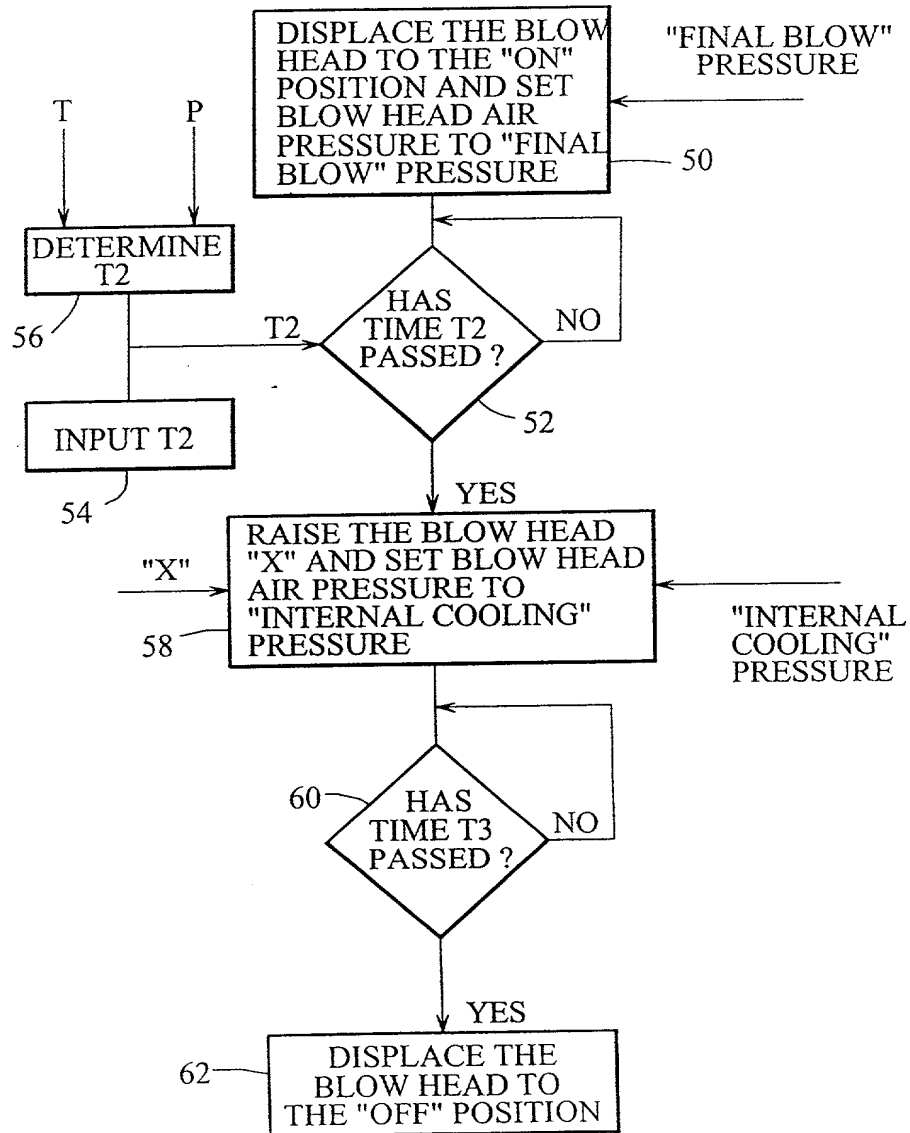 DISPLACE THE BLOW
HEAD TO THE "ON"
POSITION AND SET
BLOW HEAD AIR
PRESSURE TO "FINAL
BLOW" PRESSURE
"FINAL BLOW"
PRESSURE
50
T
P
DETERMINE
T2
56
T2
HAS
TIME T2
PASSED ?
NO
52
INPUT T2
54
YES
RAISE THE BLOW HEAD
"X" AND SET BLOW HEAD
AIR PRESSURE TO
"INTERNAL COOLING"
PRESSURE
"X"
58
"INTERNAL
COOLING"
PRESSURE
60
HAS
TIME T3
PASSED ?
NO
YES
62
DISPLACE THE
BLOW HEAD TO
THE "OFF" POSITION